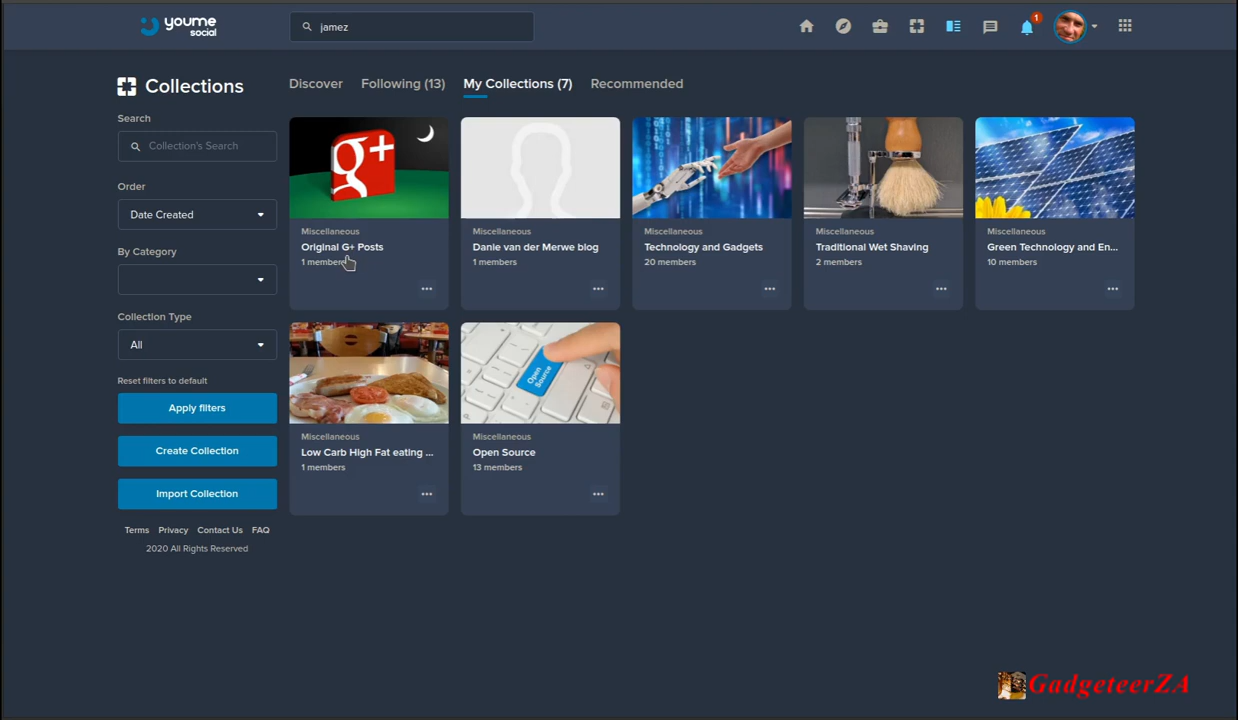 youme
social
jamez
1
Collections
Discover
Following (13)
My Collections (7)
Recommended
Search
Collection's Search
Order
Date Created
By Category
Collection Type
All
Reset filters to default
Apply filters
Create Collection
Import Collection
Terms Privacy Contact Us FAQ
2020 All Rights Reserved
g+
Miscellaneous
Original G+ Posts
1 members
Miscellaneous
Danie van der Merwe blog
1 members
Miscellaneous
Technology and Gadgets
20 members
Miscellaneous
Traditional Wet Shaving
2 members
Miscellaneous
Green Technology and En...
10 members
Miscellaneous
Low Carb High Fat eating ...
1 members
Open
Source
Miscellaneous
Open Source
13 members
GadgeteerZA